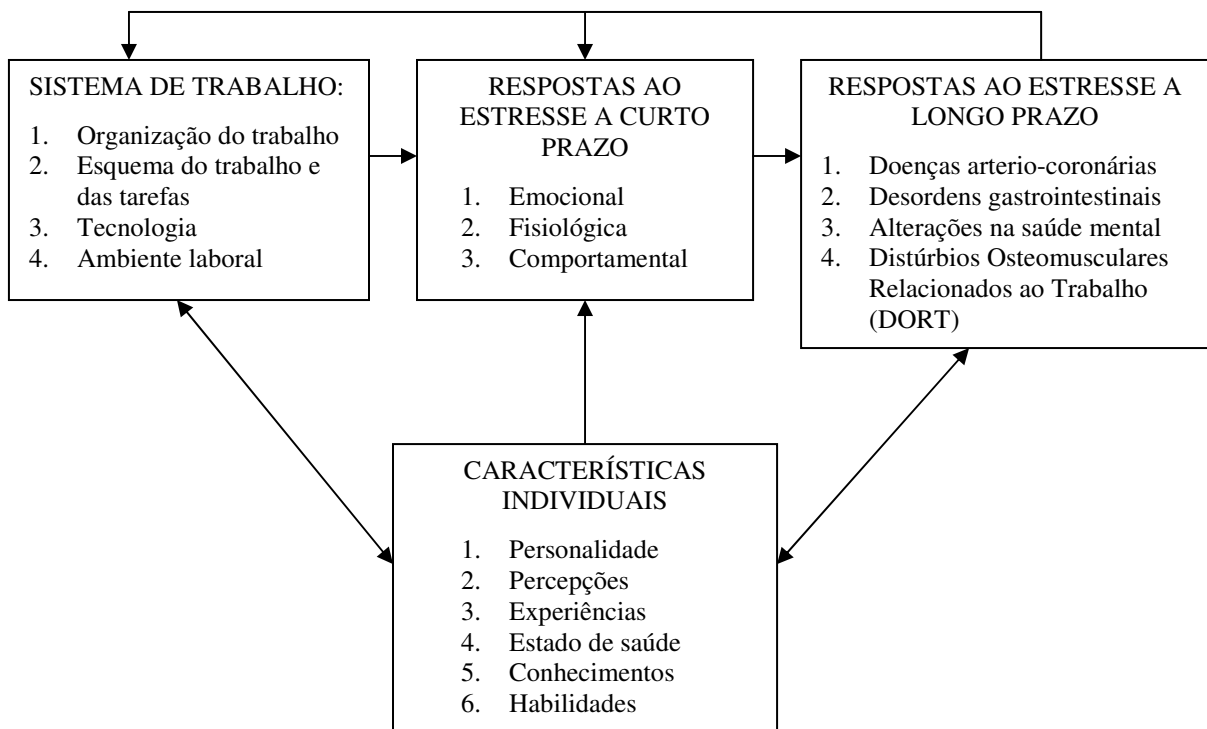 SISTEMA DE TRABALHO:
1. Organização do trabalho
2. Esquema do trabalho e
das tarefas
3. Tecnologia
4. Ambiente laboral
RESPOSTAS AO
ESTRESSE A CURTO
PRAZO
1. Emocional
2. Fisiológica
3. Comportamental
RESPOSTAS AO ESTRESSE A
LONGO PRAZO
1. Doenças arterio-coronárias
2. Desordens gastrointestinais
3. Alterações na saúde mental
4. Distúrbios Osteomusculares
Relacionados ao Trabalho
(DORT)
CARACTERÍSTICAS
INDIVIDUAIS
1. Personalidade
2. Percepções
3. Experiências
4. Estado de saúde
5. Conhecimentos
6. Habilidades